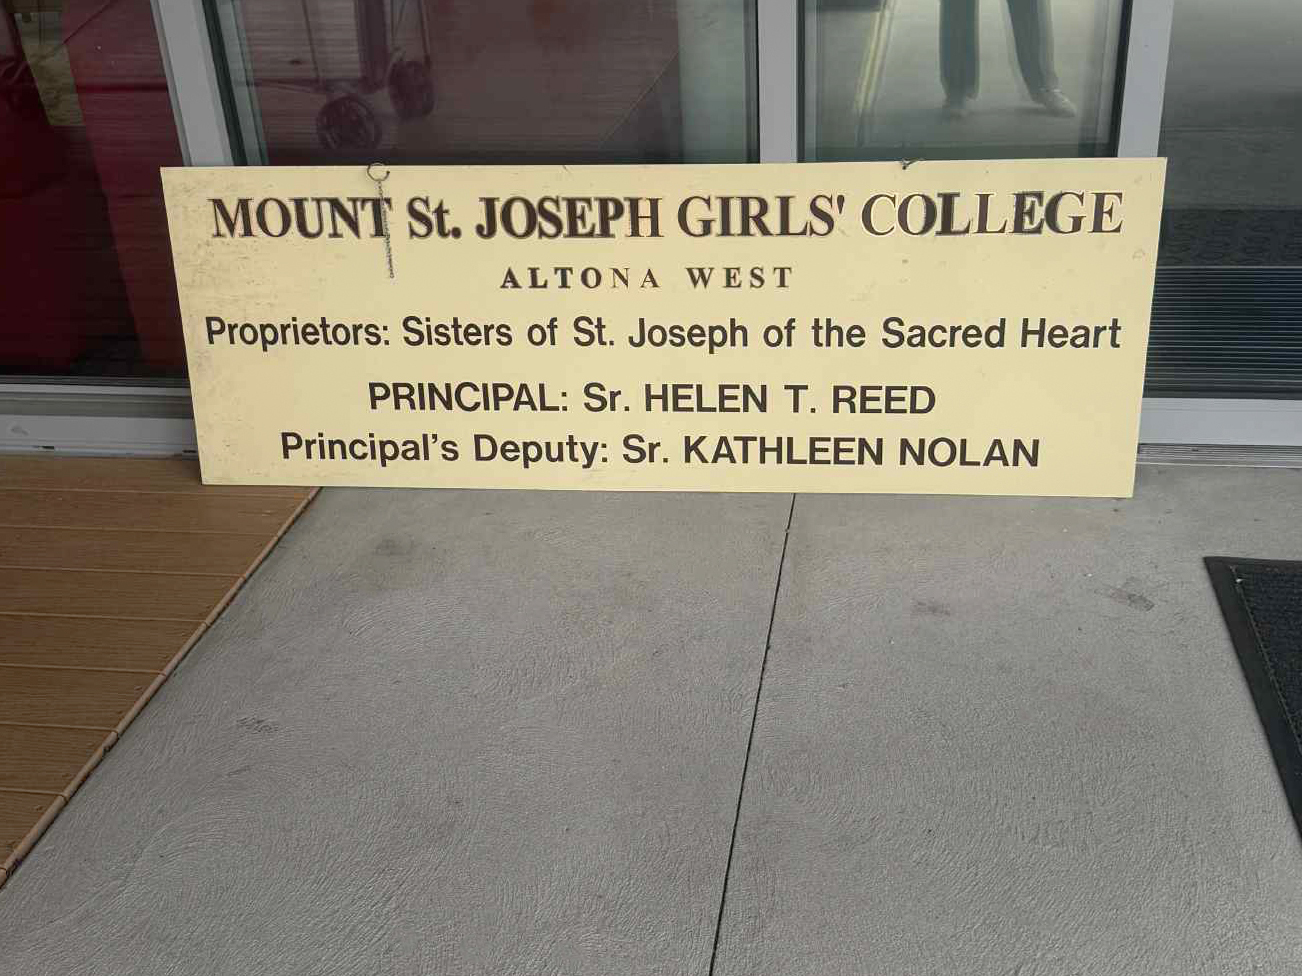 MOUNT St. JOSEPH GIRLS' COLLEGE
ALTONA WEST
Proprietors: Sisters of St. Joseph of the Sacred Heart
PRINCIPAL: Sr. HELEN T. REED
Principal's Deputy: Sr. KATHLEEN NOLAN